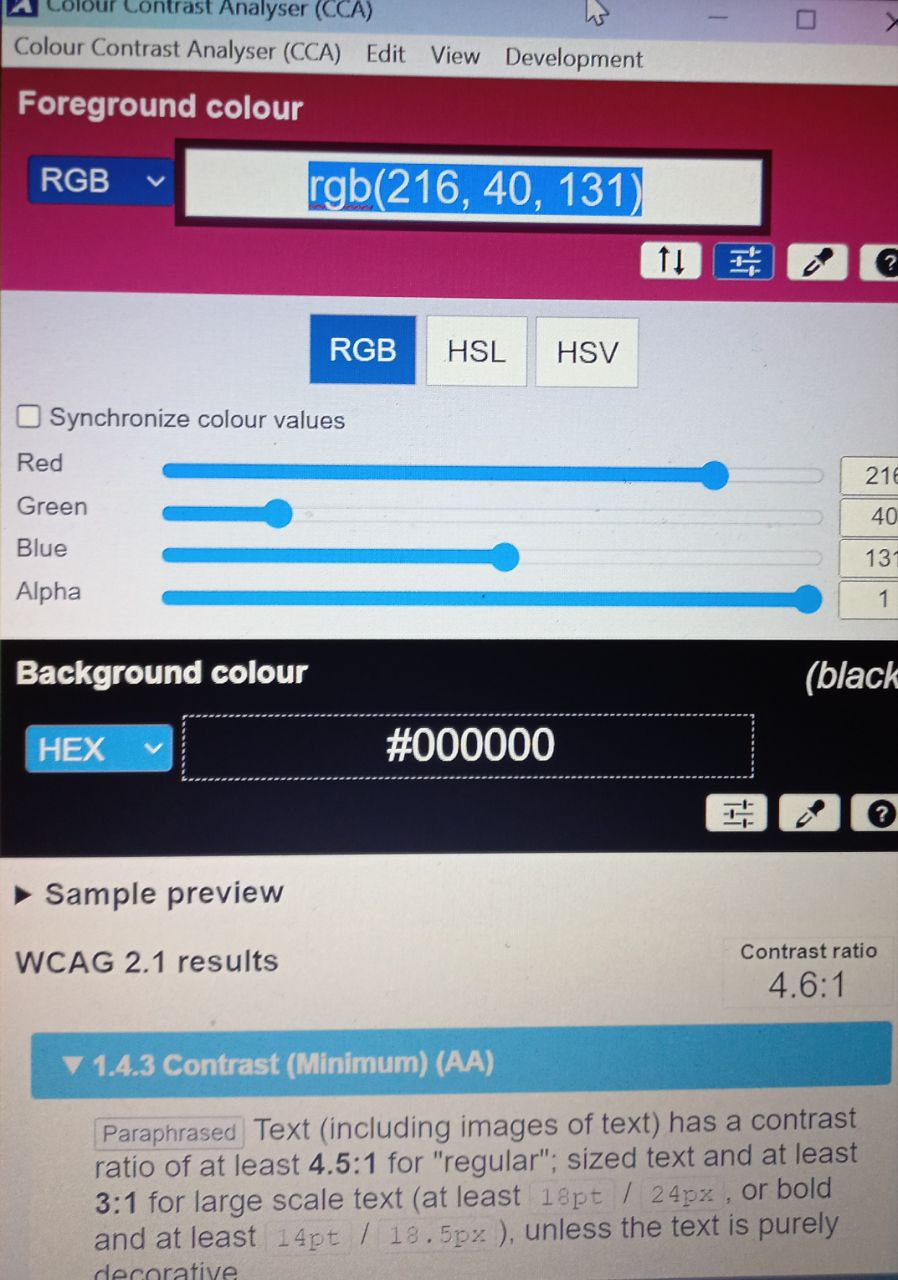 Colour Contrast Analyser (CCA)
Colour Contrast Analyser (CCA) Edit View Development
Foreground colour
RGB rgb(216, 40, 131)
?
RGB HSL HSV
Synchronize colour values
Red 216
Green 40
Blue 131
Alpha 1
Background colour (black
HEX #000000
?
Sample preview
WCAG 2.1 results
Contrast ratio
4.6:1
1.4.3 Contrast (Minimum) (AA)
Paraphrased Text (including images of text) has a contrast
ratio of at least 4.5:1 for "regular"; sized text and at least
3:1 for large scale text (at least 18pt / 24px , or bold
and at least 14pt / 18.5px ), unless the text is purely
decorative